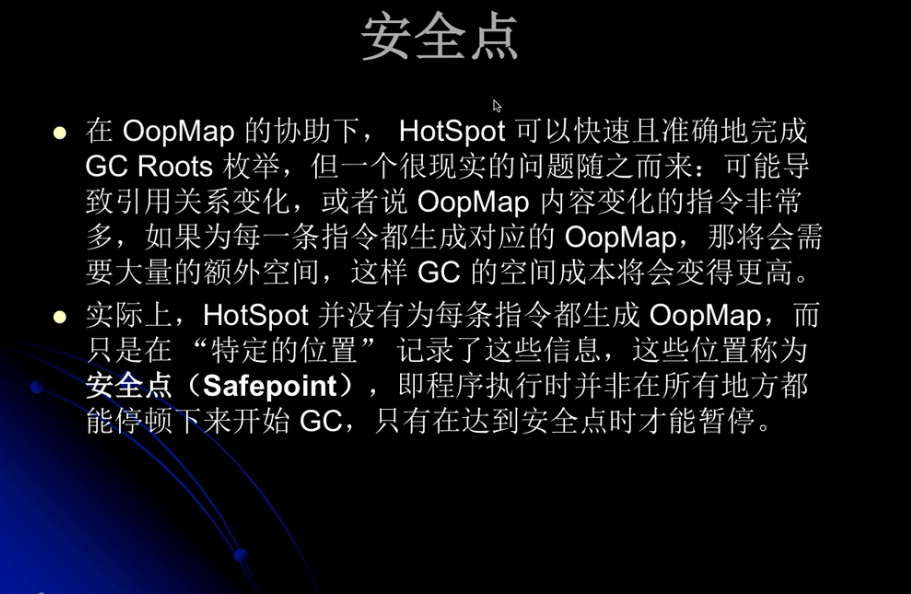 安全点
在 OopMap 的协助下， HotSpot 可以快速且准确地完成
GC Roots 枚举，但一个很现实的问题随之而来：可能导
致引用关系变化，或者说 OopMap 内容变化的指令非常
多，如果为每一条指令都生成对应的 OopMap，那将会需
要大量的额外空间，这样 GC 的空间成本将会变得更高。
实际上，HotSpot 并没有为每条指令都生成 OopMap，而
只是在 “特定的位置” 记录了这些信息，这些位置称为
安全点（Safepoint），即程序执行时并非在所有地方都
能停顿下来开始 GC，只有在达到安全点时才能暂停。